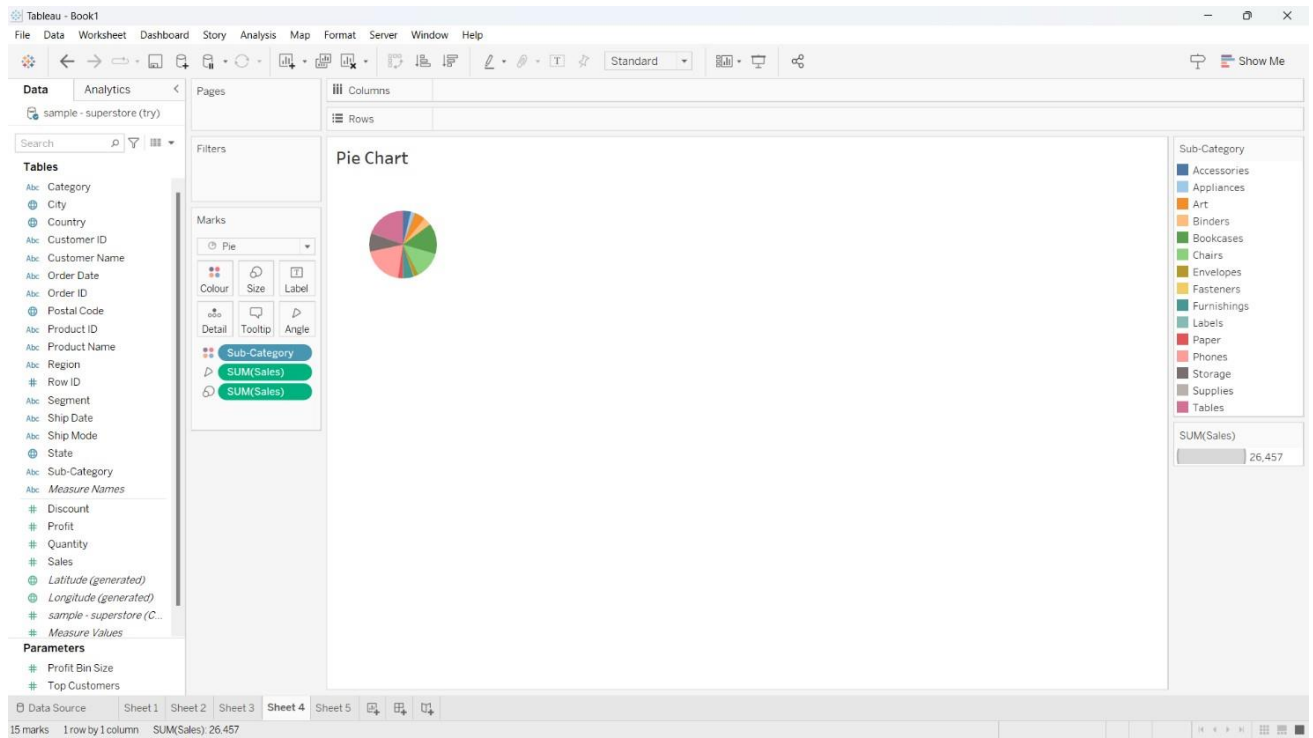 Tableau - Book1
File Data Worksheet Dashboard Story Analysis Map Format Server Window Help
Standard
Show Me
Data Analytics
sample - superstore (try)
Search
Tables
Abc Category
City
Country
Abc Customer ID
Abc Customer Name
Abc Order Date
Abc Order ID
Postal Code
Abc Product ID
Abc Product Name
Abc Region
# Row ID
Abc Segment
Abc Ship Date
Abc Ship Mode
State
Abc Sub-Category
Abc Measure Names
# Discount
# Profit
# Quantity
# Sales
Latitude (generated)
Longitude (generated)
# sample - superstore (C...
# Measure Values
Parameters
# Profit Bin Size
# Top Customers
Pages
Filters
Marks
Pie
Colour Size Label
Detail Tooltip Angle
Sub-Category
SUM(Sales)
SUM(Sales)
Columns
Rows
Pie Chart
Sub-Category
Accessories
Appliances
Art
Binders
Bookcases
Chairs
Envelopes
Fasteners
Furnishings
Labels
Paper
Phones
Storage
Supplies
Tables
SUM(Sales)
26,457
Data Source Sheet 1 Sheet 2 Sheet 3 Sheet 4 Sheet 5
15 marks 1 row by 1 column SUM(Sales): 26,457